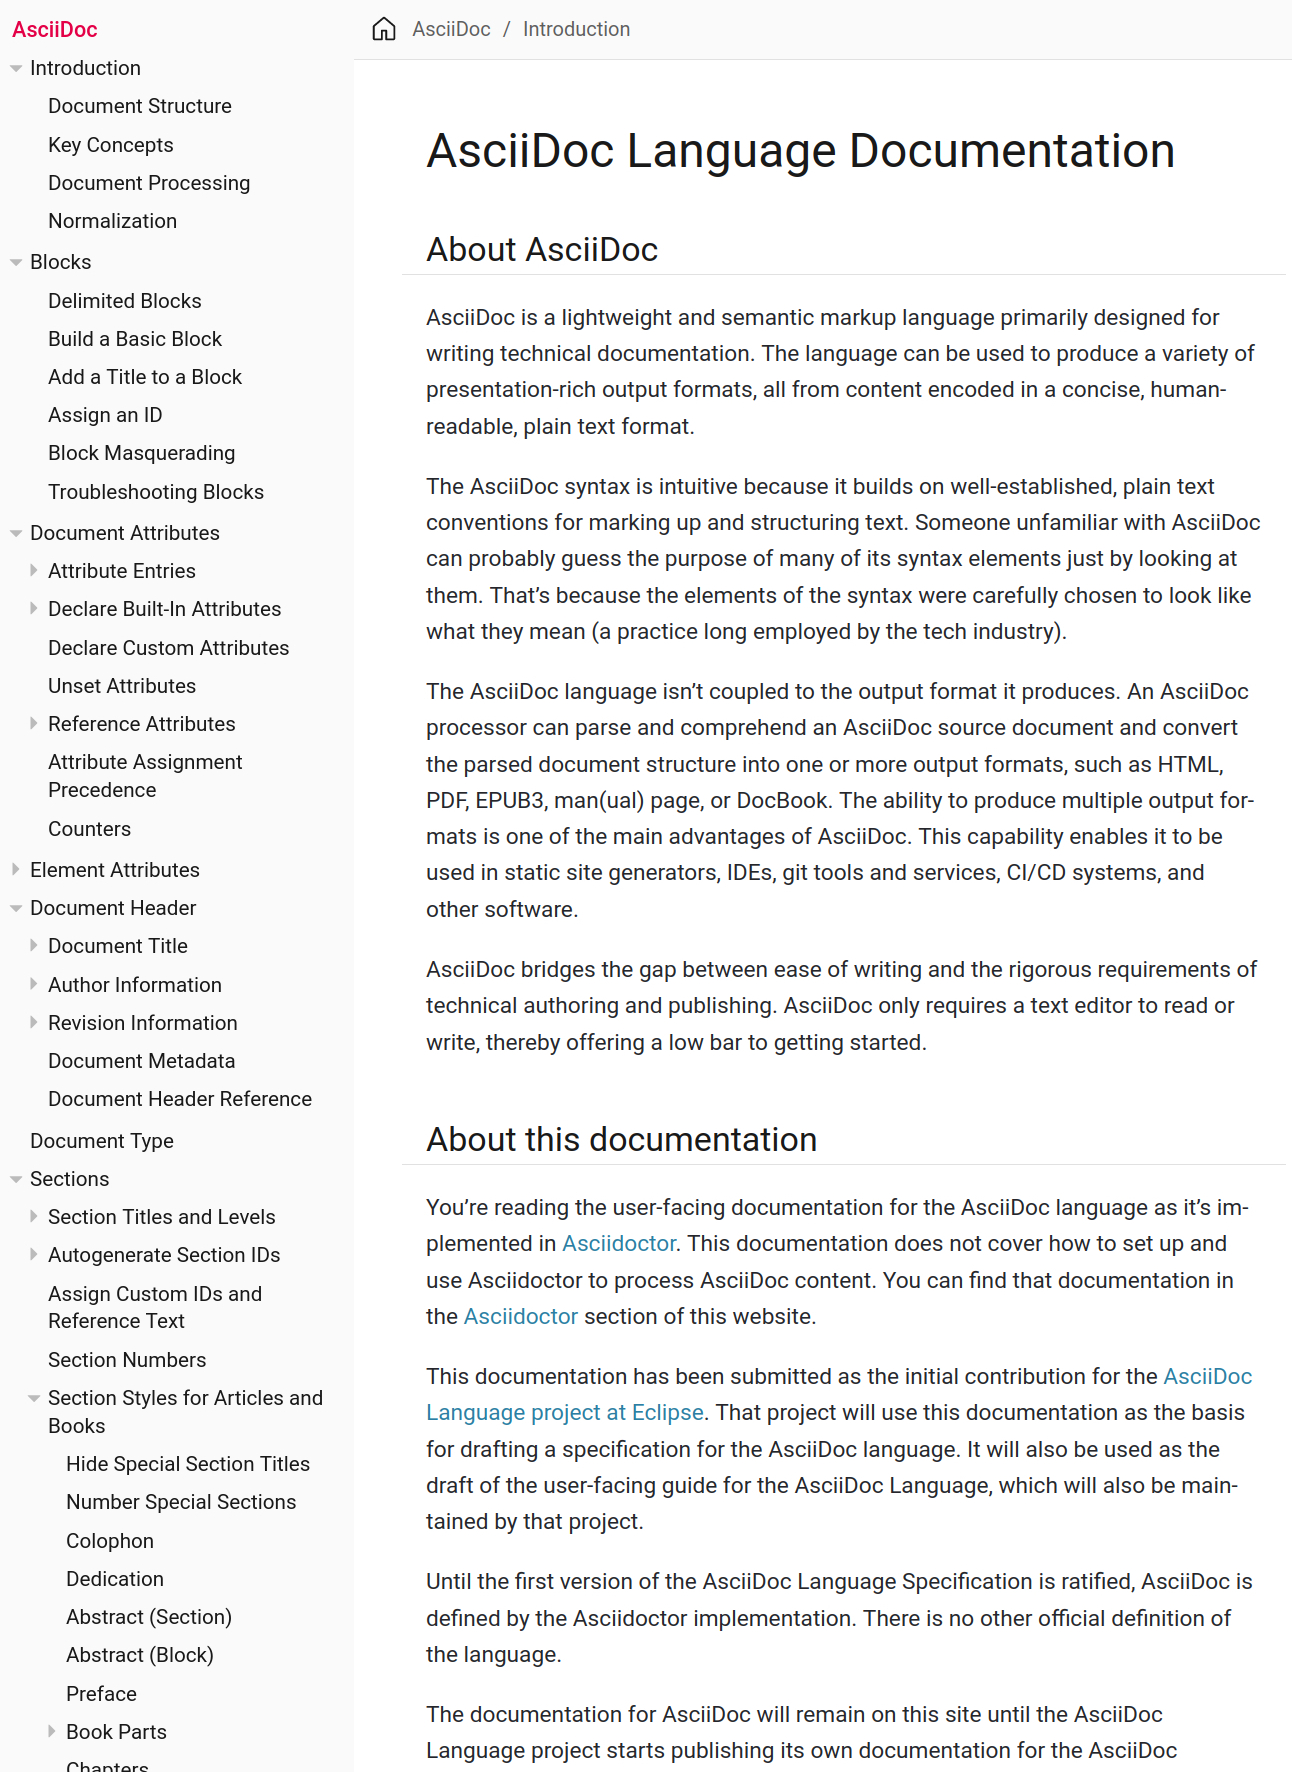 AsciiDoc
Introduction
Document Structure
Key Concepts
Document Processing
Normalization
Blocks
Delimited Blocks
Build a Basic Block
Add a Title to a Block
Assign an ID
Block Masquerading
Troubleshooting Blocks
Document Attributes
Attribute Entries
Declare Built-In Attributes
Declare Custom Attributes
Unset Attributes
Reference Attributes
Attribute Assignment
Precedence
Counters
Element Attributes
Document Header
Document Title
Author Information
Revision Information
Document Metadata
Document Header Reference
Document Type
Sections
Section Titles and Levels
Autogenerate Section IDs
Assign Custom IDs and
Reference Text
Section Numbers
Section Styles for Articles and
Books
Hide Special Section Titles
Number Special Sections
Colophon
Dedication
Abstract (Section)
Abstract (Block)
Preface
Book Parts
Chapters
AsciiDoc / Introduction
AsciiDoc Language Documentation
About AsciiDoc
AsciiDoc is a lightweight and semantic markup language primarily designed for
writing technical documentation. The language can be used to produce a variety of
presentation-rich output formats, all from content encoded in a concise, human-
readable, plain text format.
The AsciiDoc syntax is intuitive because it builds on well-established, plain text
conventions for marking up and structuring text. Someone unfamiliar with AsciiDoc
can probably guess the purpose of many of its syntax elements just by looking at
them. That’s because the elements of the syntax were carefully chosen to look like
what they mean (a practice long employed by the tech industry).
The AsciiDoc language isn’t coupled to the output format it produces. An AsciiDoc
processor can parse and comprehend an AsciiDoc source document and convert
the parsed document structure into one or more output formats, such as HTML,
PDF, EPUB3, man(ual) page, or DocBook. The ability to produce multiple output for-
mats is one of the main advantages of AsciiDoc. This capability enables it to be
used in static site generators, IDEs, git tools and services, CI/CD systems, and
other software.
AsciiDoc bridges the gap between ease of writing and the rigorous requirements of
technical authoring and publishing. AsciiDoc only requires a text editor to read or
write, thereby offering a low bar to getting started.
About this documentation
You’re reading the user-facing documentation for the AsciiDoc language as it’s im-
plemented in Asciidoctor. This documentation does not cover how to set up and
use Asciidoctor to process AsciiDoc content. You can find that documentation in
the Asciidoctor section of this website.
This documentation has been submitted as the initial contribution for the AsciiDoc
Language project at Eclipse. That project will use this documentation as the basis
for drafting a specification for the AsciiDoc language. It will also be used as the
draft of the user-facing guide for the AsciiDoc Language, which will also be main-
tained by that project.
Until the first version of the AsciiDoc Language Specification is ratified, AsciiDoc is
defined by the Asciidoctor implementation. There is no other official definition of
the language.
The documentation for AsciiDoc will remain on this site until the AsciiDoc
Language project starts publishing its own documentation for the AsciiDoc